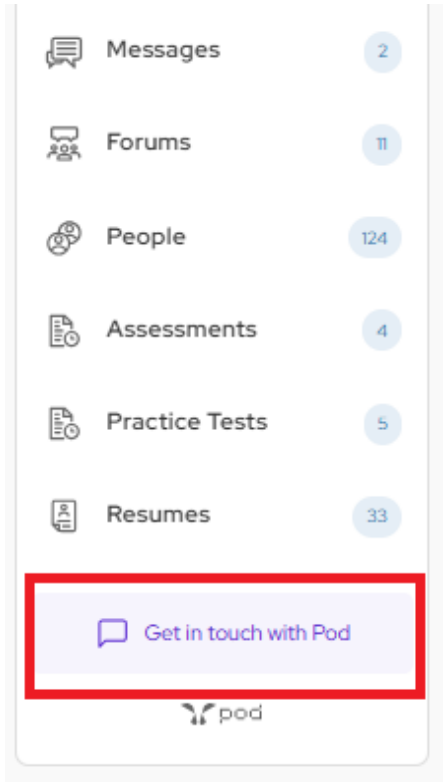 Messages 2
Forums 11
People 124
Assessments 4
Practice Tests 5
Resumes 33
Get in touch with Pod
pod